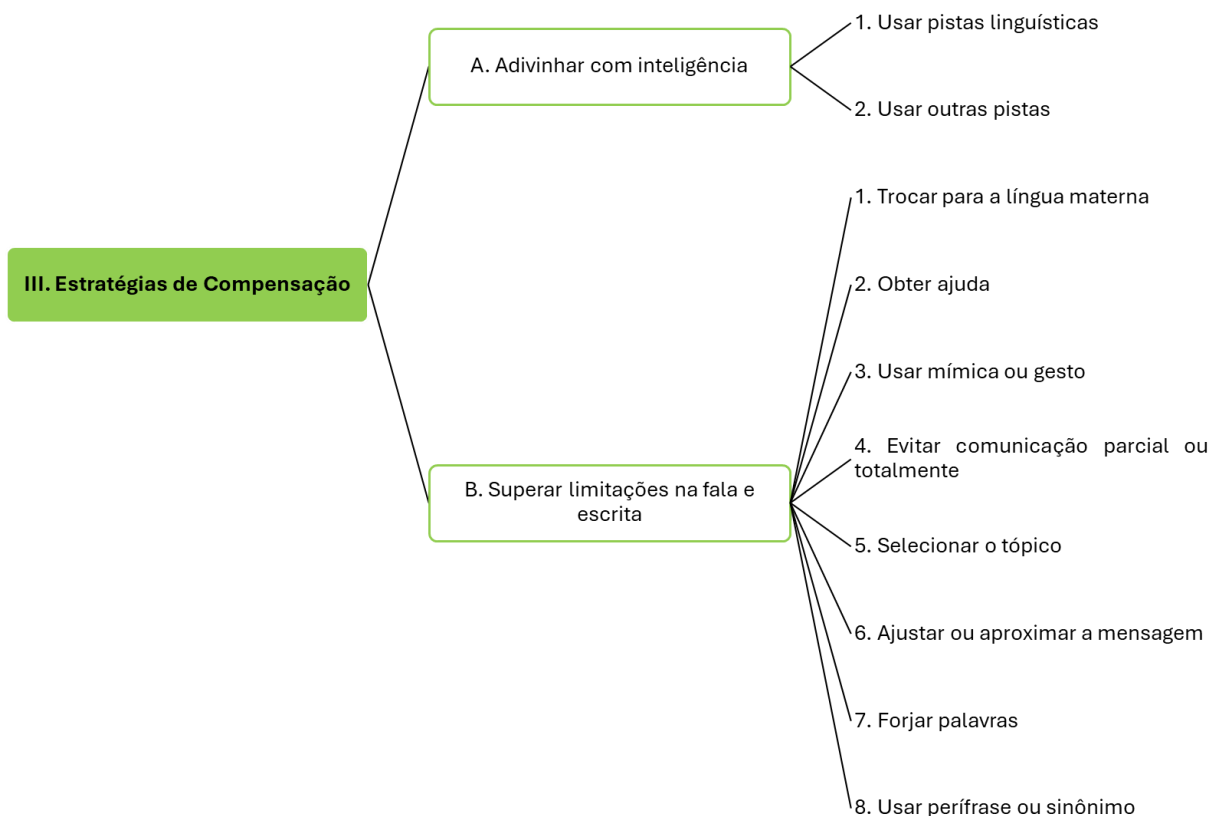 III. Estratégias de Compensação
A. Adivinhar com inteligência
1. Usar pistas linguísticas
2. Usar outras pistas
B. Superar limitações na fala e
escrita
1. Trocar para a língua materna
2. Obter ajuda
3. Usar mímica ou gesto
4. Evitar comunicação parcial ou
totalmente
5. Selecionar o tópico
6. Ajustar ou aproximar a mensagem
7. Forjar palavras
8. Usar perífrase ou sinônimo